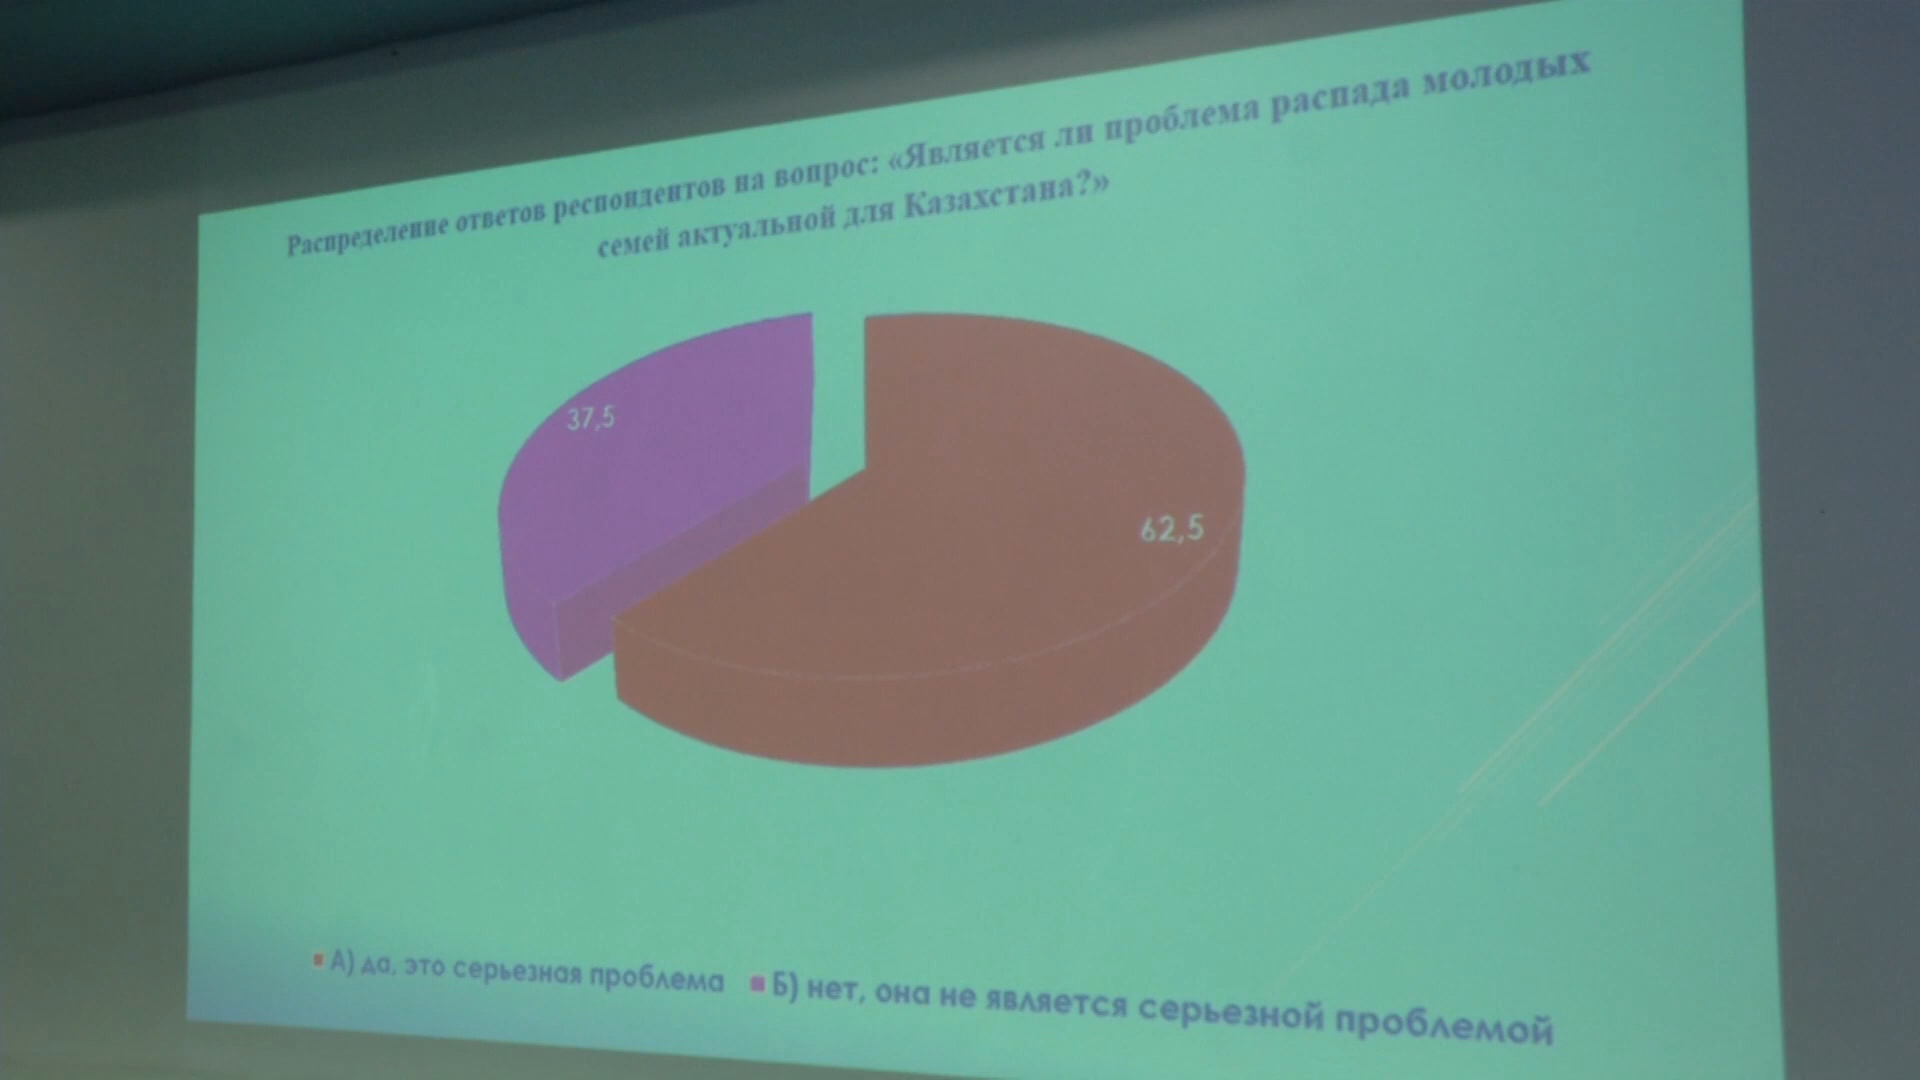 Распределение ответов респондентов на вопрос: «Является ли проблема распада молодых
семей актуальной для Казахстана?»
37,5
62,5
А) да, это серьезная проблема
Б) нет, она не является серьезной проблемой